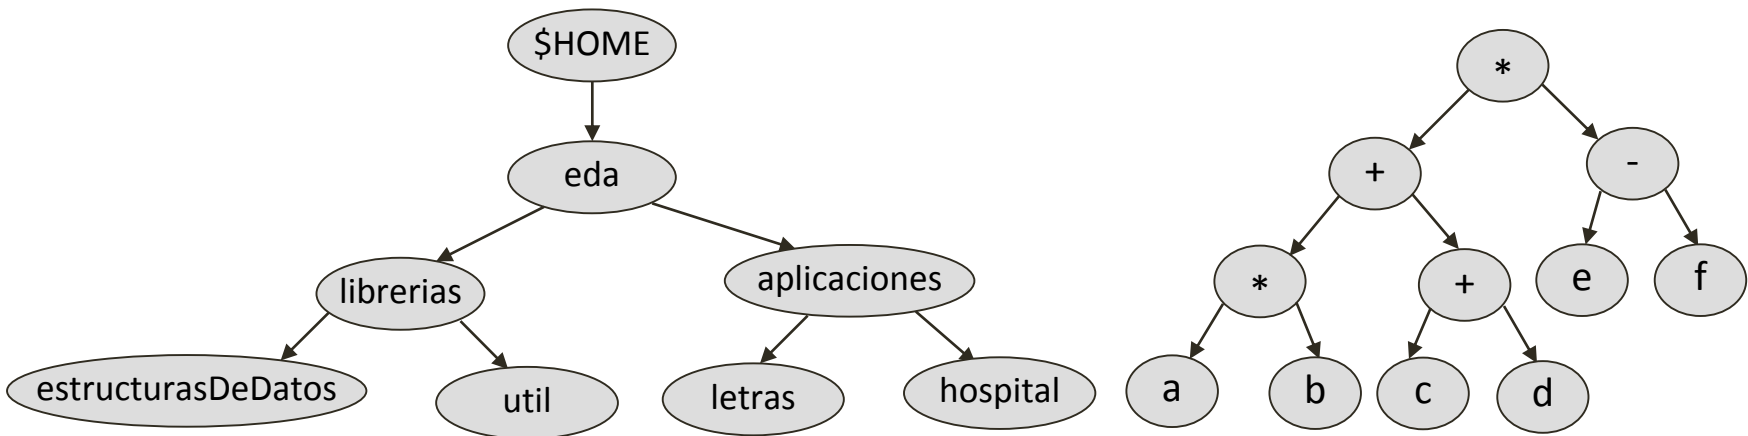 $HOME
eda
librerias
aplicaciones
estructurasDeDatos
util
letras
hospital
*
+
-
*
+
e
f
a
b
c
d